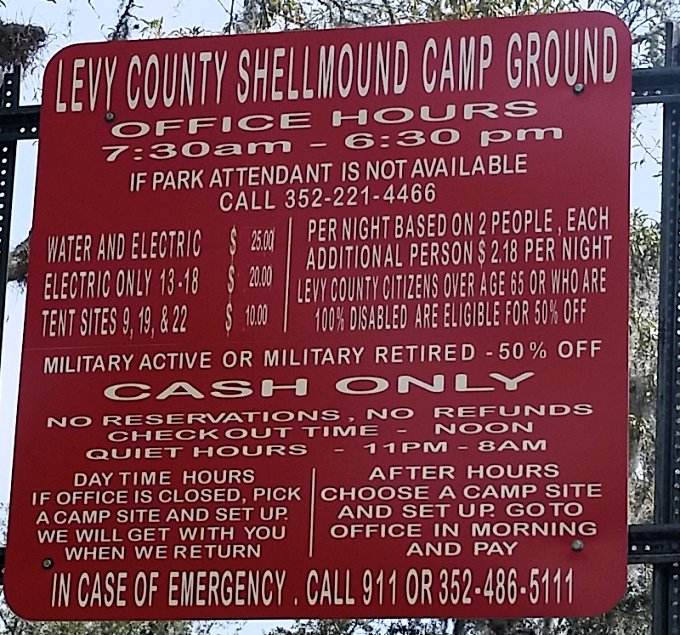 LEVY COUNTY SHELLMOUND CAMP GROUND
OFFICE HOURS
7:30am - 6:30 pm
IF PARK ATTENDANT IS NOT AVAILABLE
CALL 352-221-4466
WATER AND ELECTRIC $ 25.00
ELECTRIC ONLY 13-18 $ 20.00
TENT SITES 9, 19, & 22 $ 10.00
PER NIGHT BASED ON 2 PEOPLE , EACH
ADDITIONAL PERSON $ 2.18 PER NIGHT
LEVY COUNTY CITIZENS OVER AGE 65 OR WHO ARE
100% DISABLED ARE ELIGIBLE FOR 50% OFF
MILITARY ACTIVE OR MILITARY RETIRED - 50% OFF
CASH ONLY
NO RESERVATIONS , NO REFUNDS
CHECKOUT TIME - NOON
QUIET HOURS - 11PM - 8AM
DAY TIME HOURS
IF OFFICE IS CLOSED, PICK
A CAMP SITE AND SET UP.
WE WILL GET WITH YOU
WHEN WE RETURN
AFTER HOURS
CHOOSE A CAMP SITE
AND SET UP. GO TO
OFFICE IN MORNING
AND PAY
IN CASE OF EMERGENCY , CALL 911 OR 352-486-5111